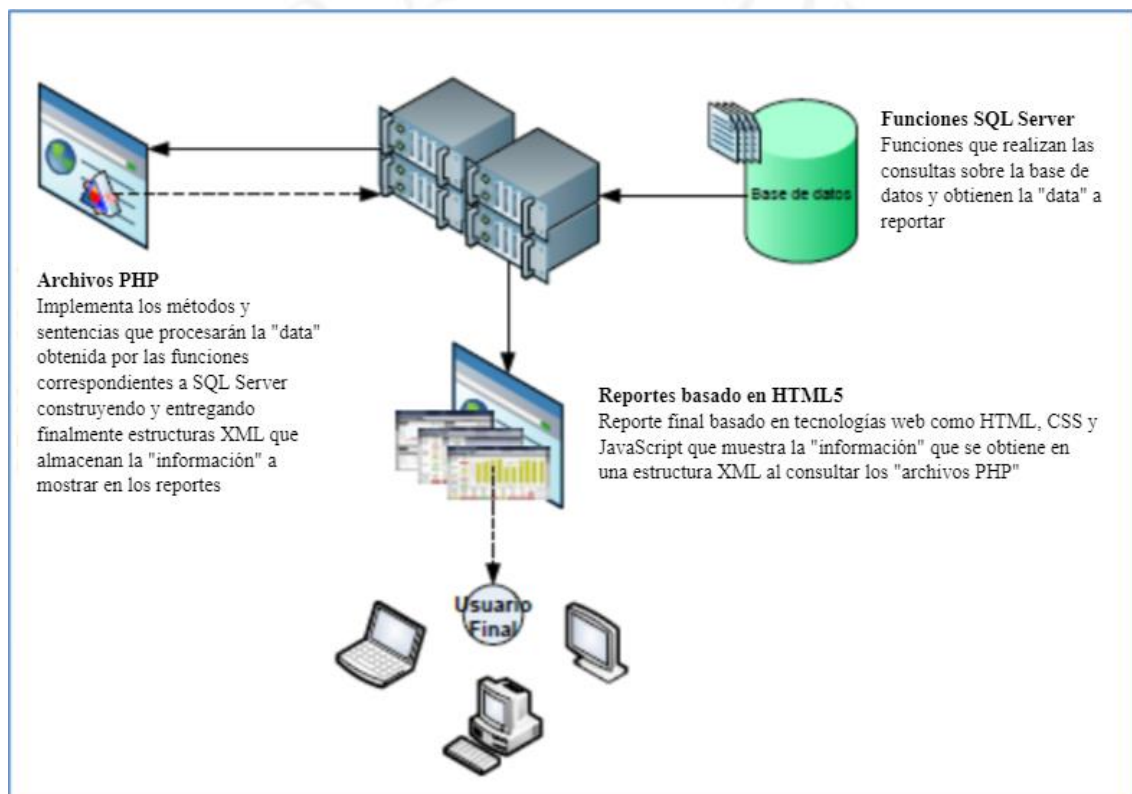 Funciones SQL Server
Funciones que realizan las
consultas sobre la base de
datos y obtienen la "data" a
reportar
Base de datos
Archivos PHP
Implementa los métodos y
sentencias que procesarán la "data"
obtenida por las funciones
correspondientes a SQL Server
construyendo y entregando
finalmente estructuras XML que
almacenan la "información" a
mostrar en los reportes
Reportes basado en HTML5
Reporte final basado en tecnologías web como HTML, CSS y
JavaScript que muestra la "información" que se obtiene en
una estructura XML al consultar los "archivos PHP"
Usuario
Final